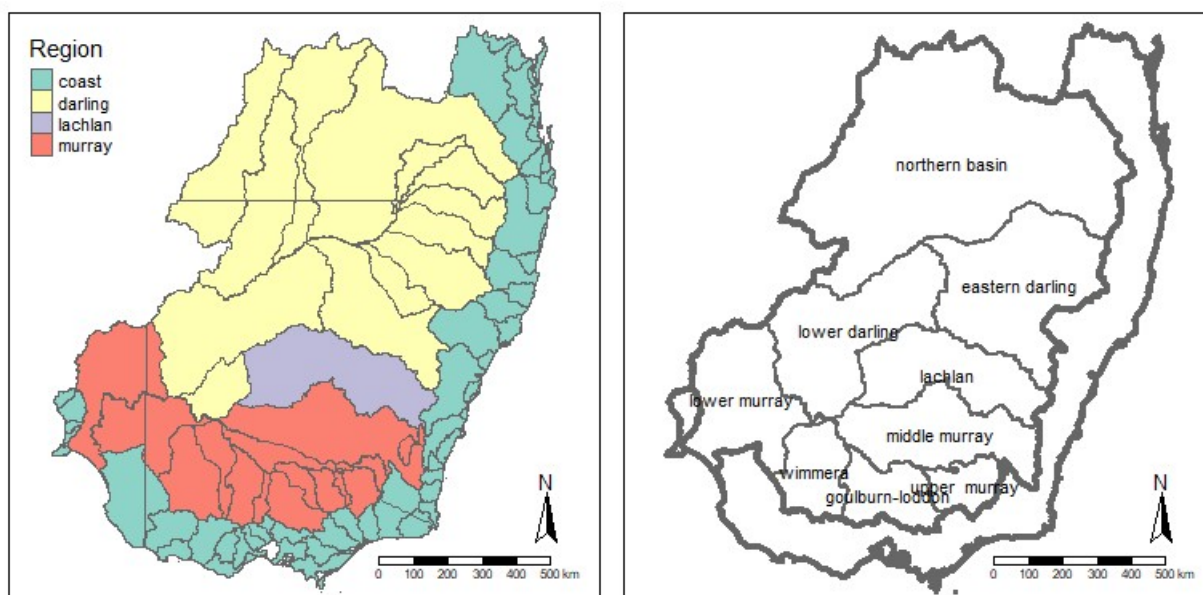 Region
coast
darling
lachlan
murray
N
0 100 200 300 400 500 km
northern basin
eastern darling
lower darling
lachlan
lower murray
middle murray
wimmera
upper murray
goulburn-loddon
N
0 100 200 300 400 500 km